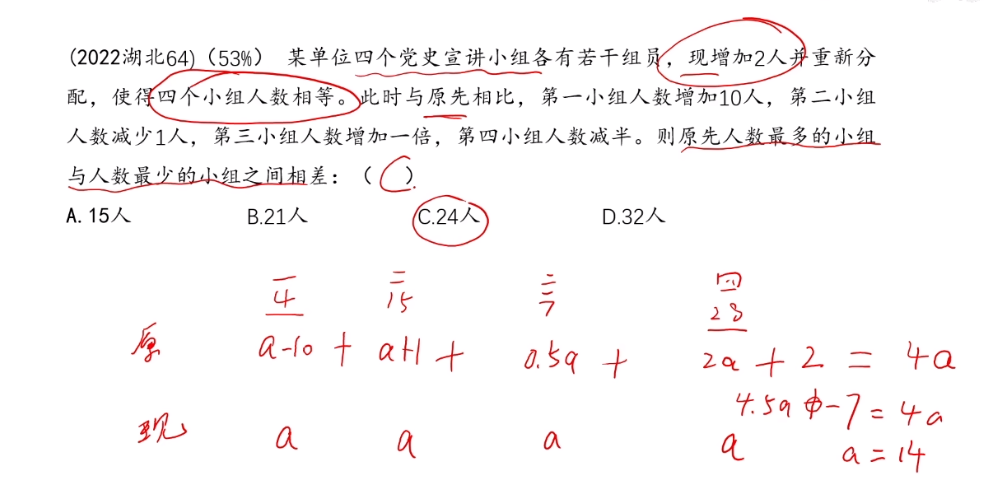 (2022湖北64)（53%） 某单位四个党史宣讲小组各有若干组员，现增加2人并重新分
配，使得四个小组人数相等。此时与原先相比，第一小组人数增加10人，第二小组
人数减少1人，第三小组人数增加一倍，第四小组人数减半。则原先人数最多的小组
与人数最少的小组之间相差：（ C ）
A. 15人 B.21人 C.24人 D.32人
一 二 三 四
4 15 7 28
原 a-10 + a+1 + 0.5a + 2a + 2 = 4a
4.5a - 7 = 4a
现 a a a a
a = 14